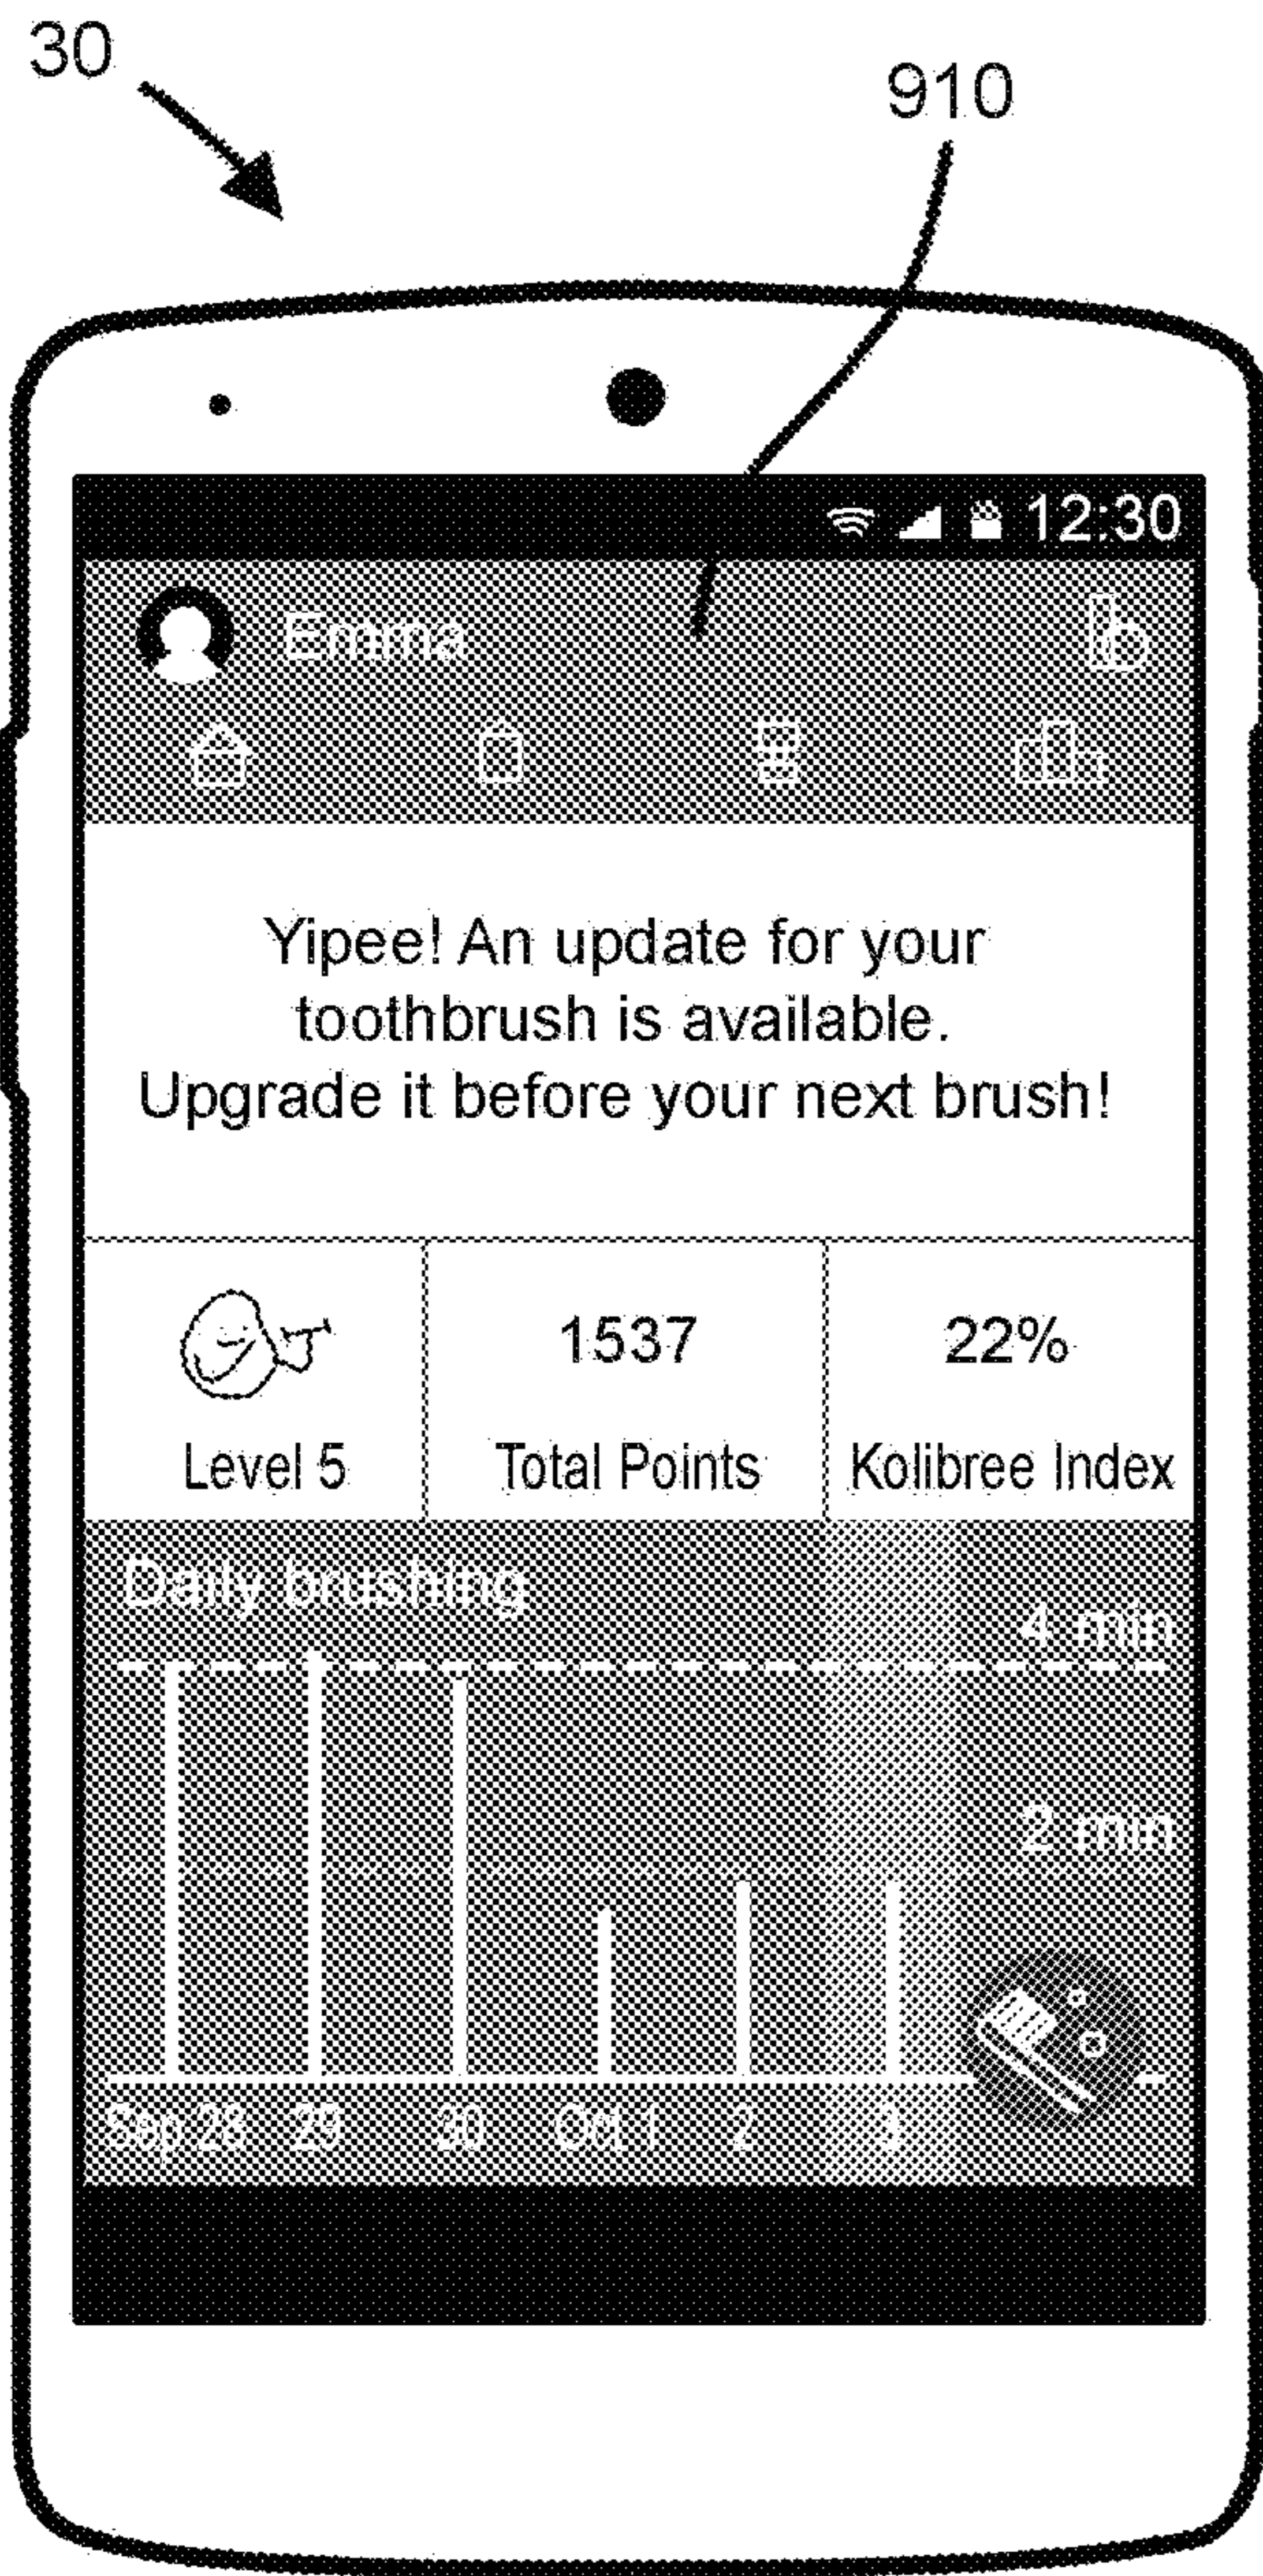 30
910
12:30
Emma
Yipee! An update for your
toothbrush is available.
Upgrade it before your next brush!
1537
22%
Level 5
Total Points
Kolibree Index
Daily brushing
4 min
2 min
Sep 28 29 30 Oct 1 2 3